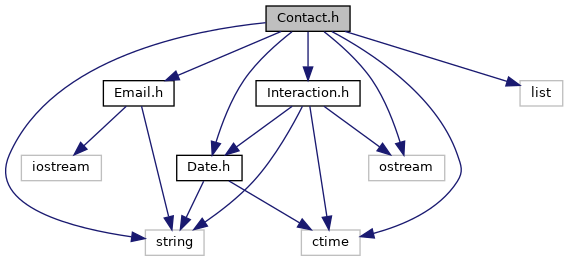 Contact.h
Email.h
Interaction.h
list
iostream
Date.h
ostream
string
ctime